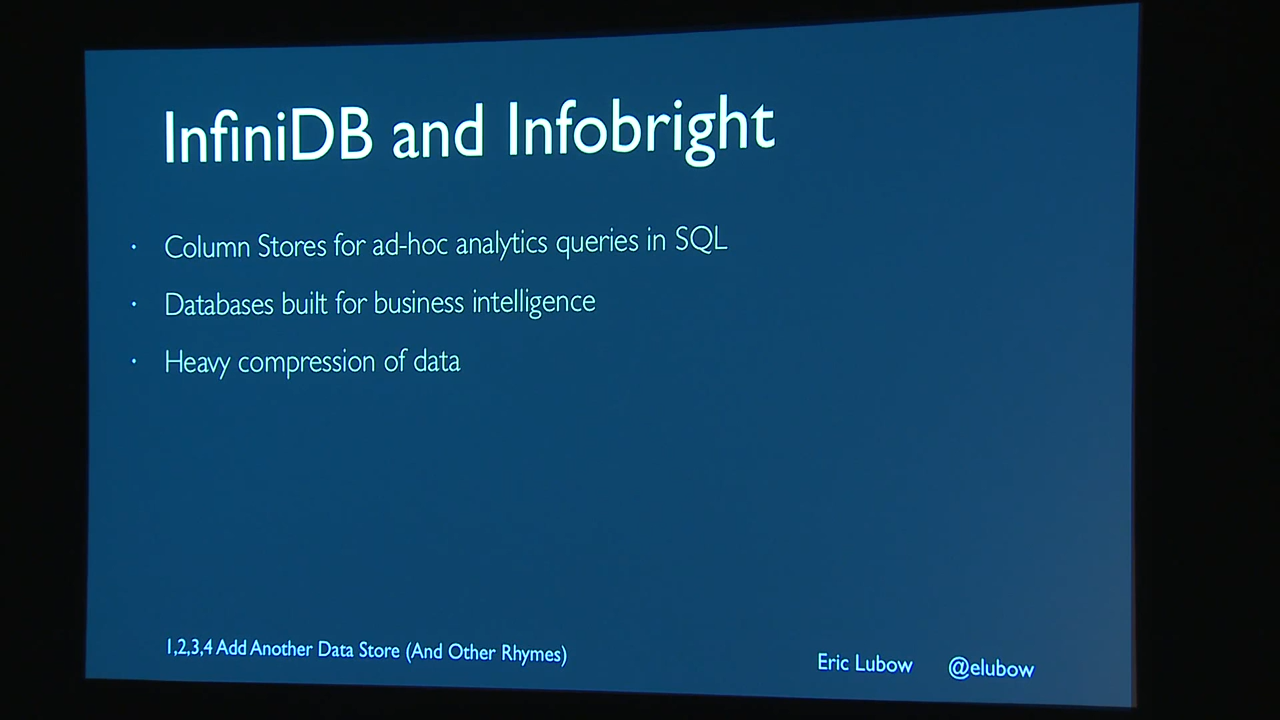 InfiniDB and Infobright
• Column Stores for ad-hoc analytics queries in SQL
• Databases built for business intelligence
• Heavy compression of data
1,2,3,4 Add Another Data Store (And Other Rhymes)
Eric Lubow @elubow